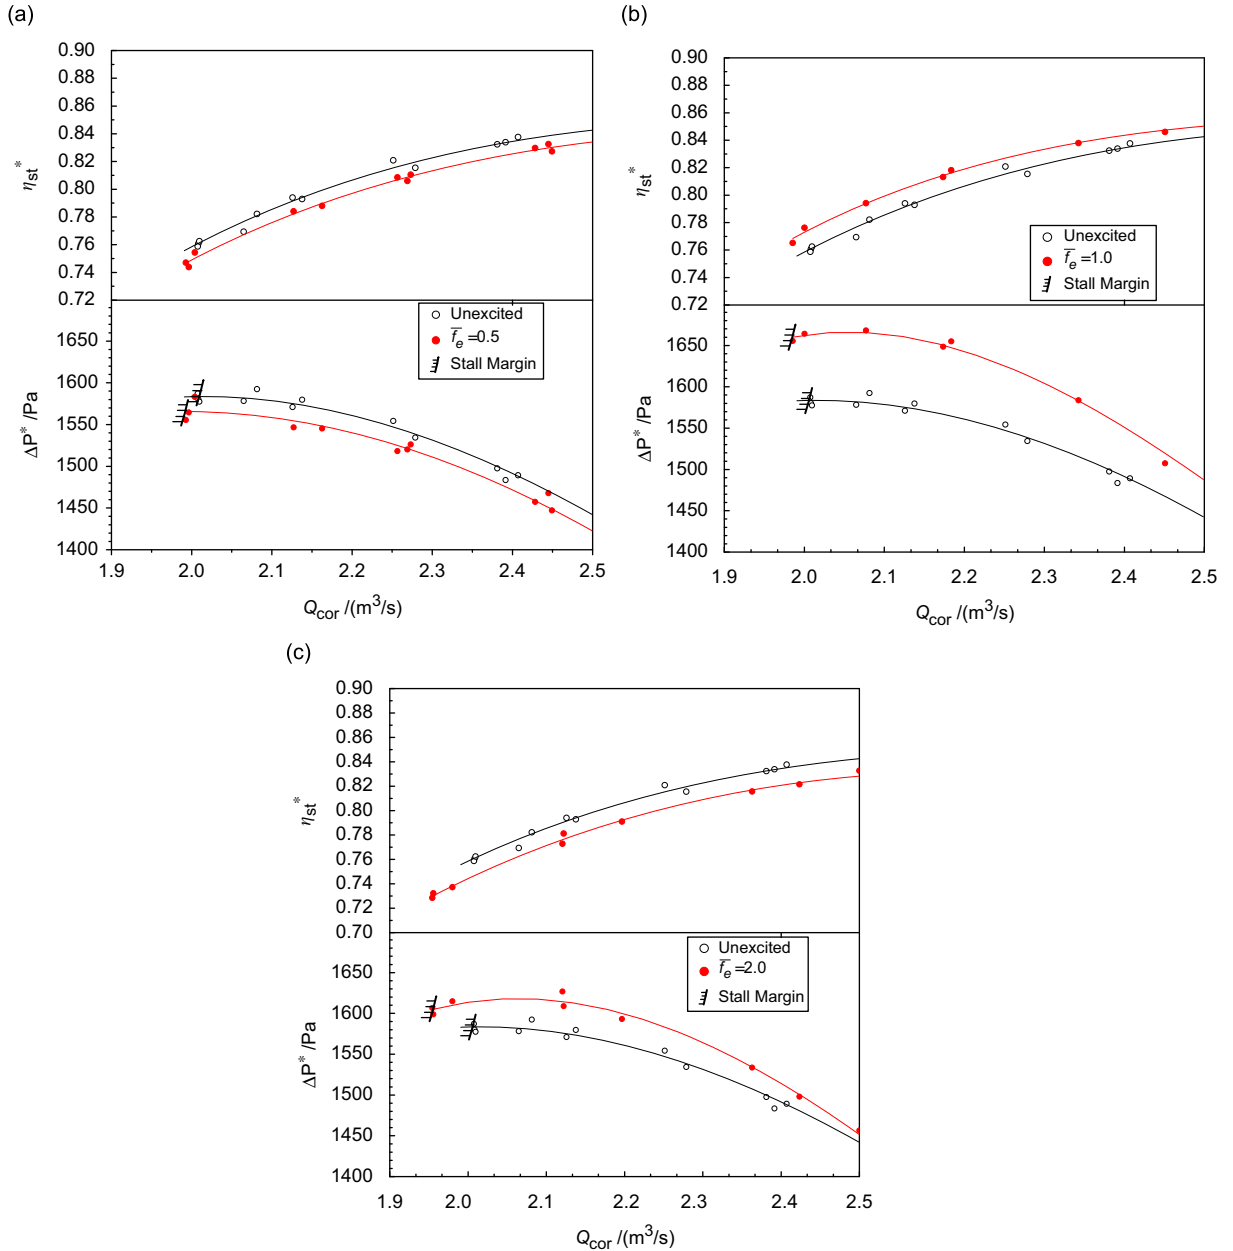 (a)
0.90
0.88
0.86
0.84
0.82
0.80
0.78
0.76
0.74
0.72
ηst*
Unexcited
f̅e=0.5
Stall Margin
1650
1600
1550
1500
1450
1400
ΔP* /Pa
1.9 2.0 2.1 2.2 2.3 2.4 2.5
Qcor /(m³/s)
(b)
0.90
0.88
0.86
0.84
0.82
0.80
0.78
0.76
0.74
0.72
ηst*
Unexcited
f̅e=1.0
Stall Margin
1650
1600
1550
1500
1450
1400
ΔP* /Pa
1.9 2.0 2.1 2.2 2.3 2.4 2.5
Qcor /(m³/s)
(c)
0.90
0.88
0.86
0.84
0.82
0.80
0.78
0.76
0.74
0.72
0.70
ηst*
Unexcited
f̅e=2.0
Stall Margin
1650
1600
1550
1500
1450
1400
ΔP* /Pa
1.9 2.0 2.1 2.2 2.3 2.4 2.5
Qcor /(m³/s)